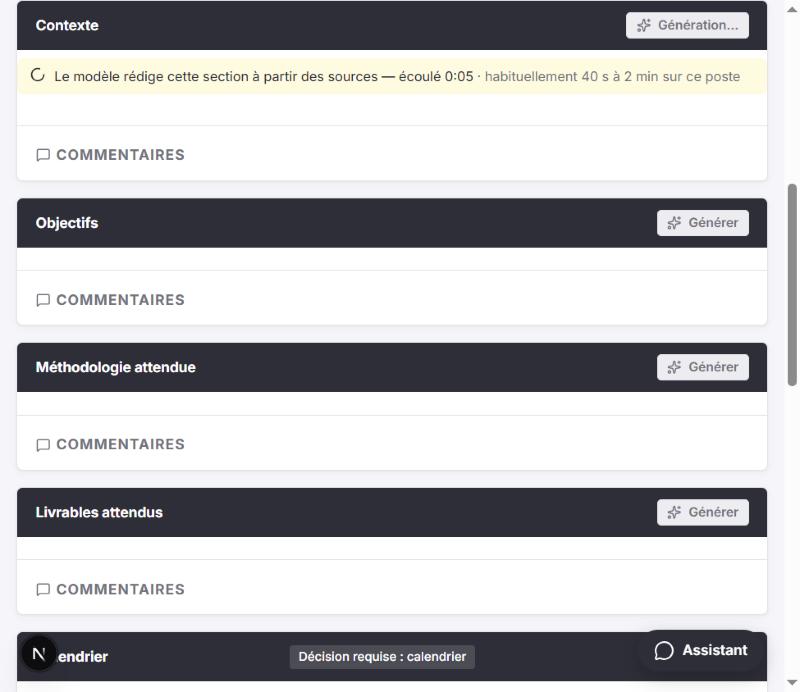 Contexte
Génération...
Le modèle rédige cette section à partir des sources — écoulé 0:05 · habituellement 40 s à 2 min sur ce poste
COMMENTAIRES
Objectifs
Générer
COMMENTAIRES
Méthodologie attendue
Générer
COMMENTAIRES
Livrables attendus
Générer
COMMENTAIRES
N
endrier
Décision requise : calendrier
Assistant